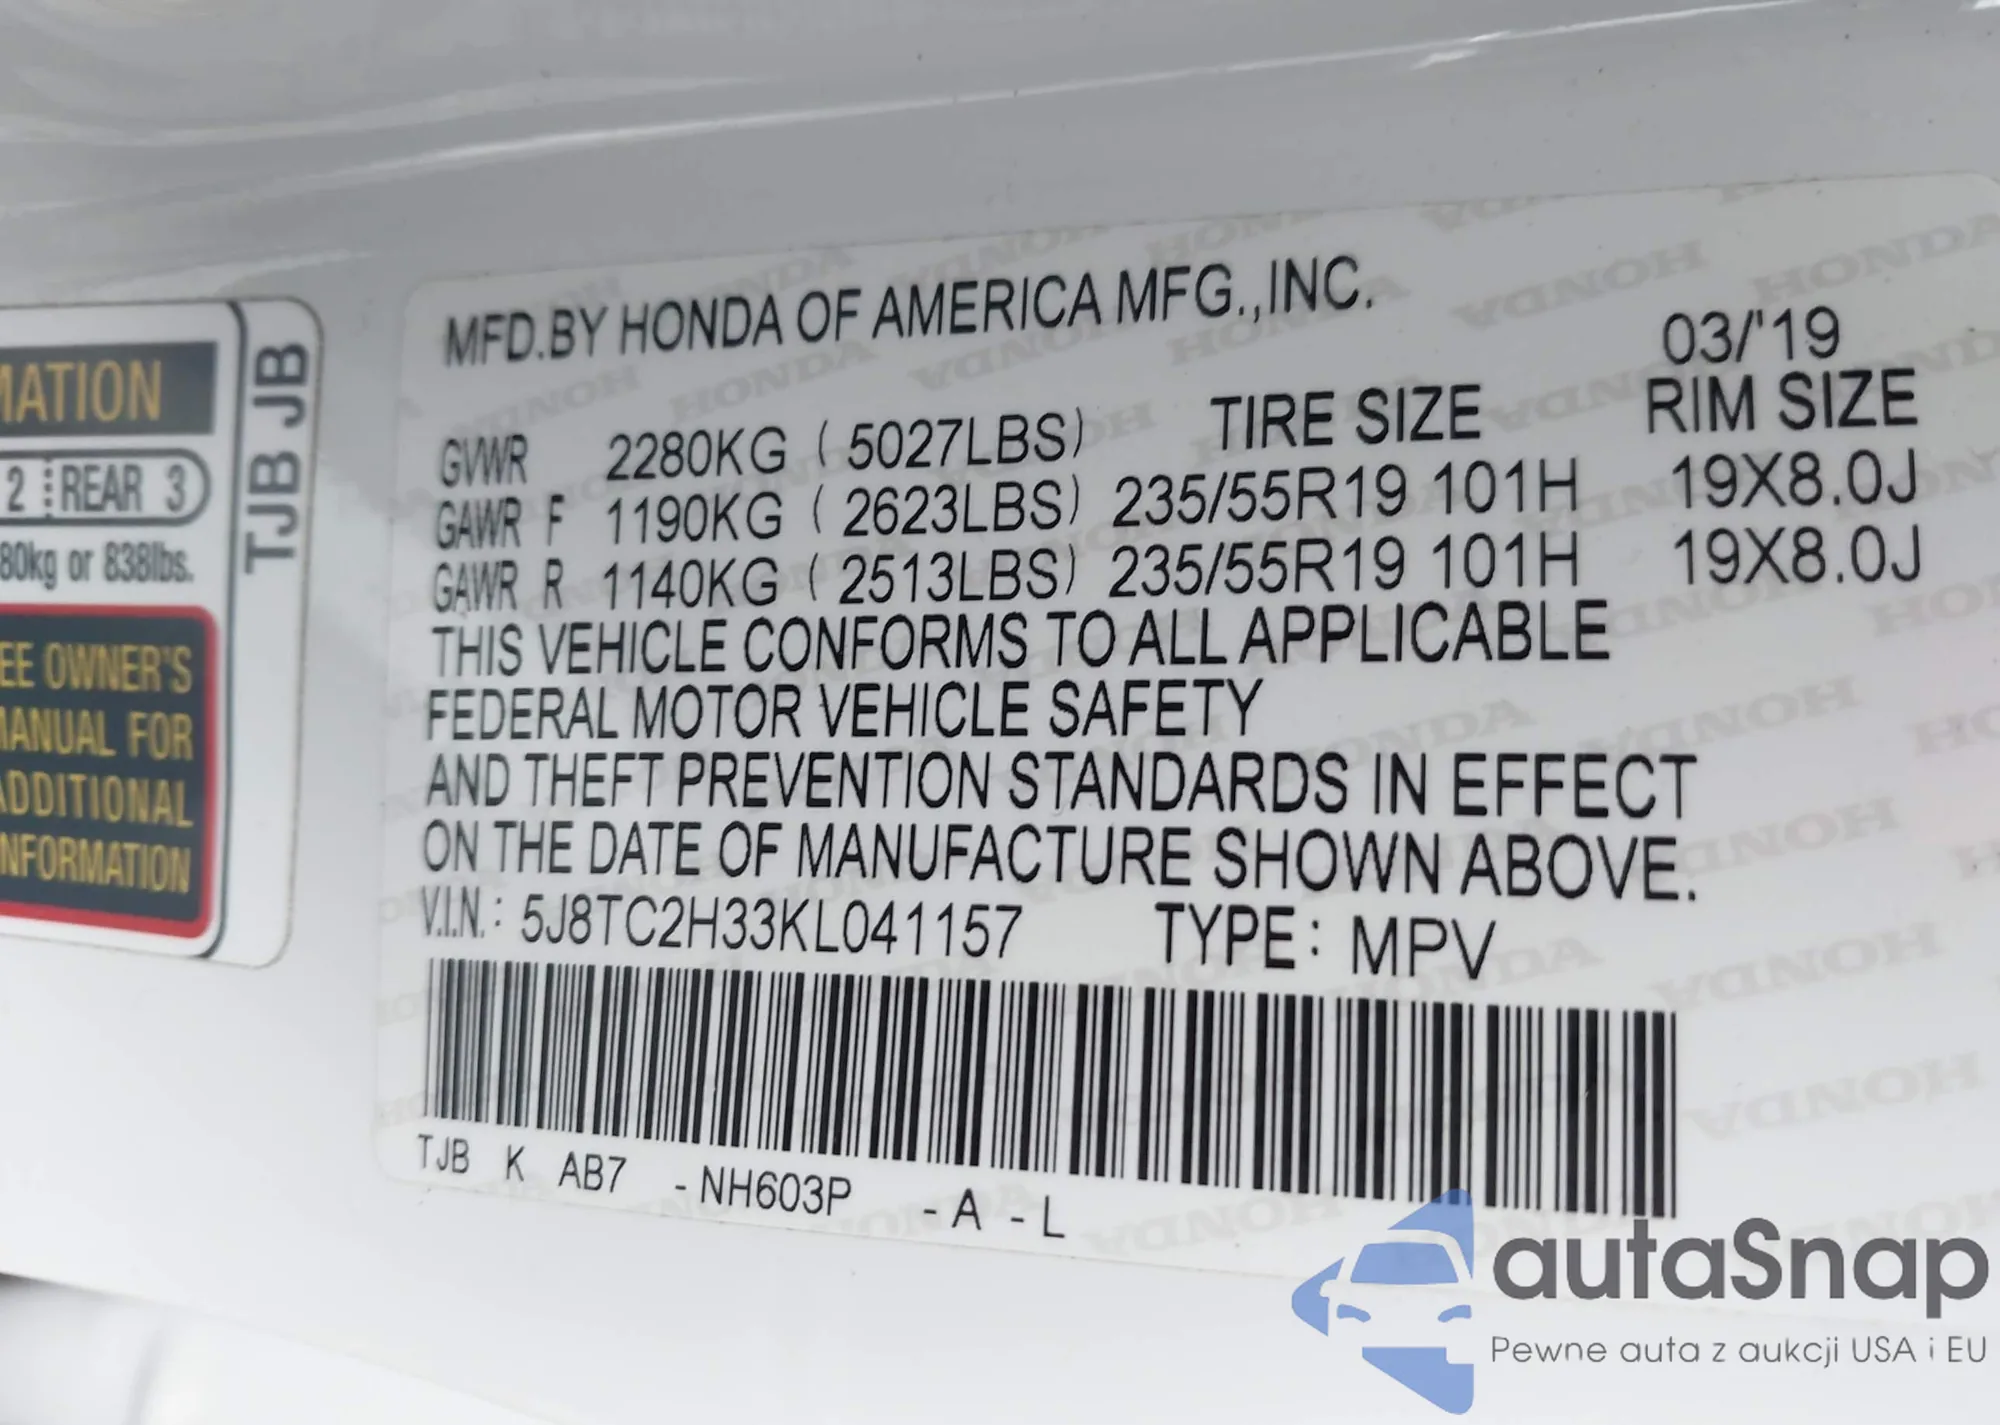 MATION
2 REAR 3
80kg or 838lbs.
EE OWNER'S
MANUAL FOR
ADDITIONAL
NFORMATION
TJB JB
MFD.BY HONDA OF AMERICA MFG.,INC.
03/'19
GVWR 2280KG ( 5027LBS) TIRE SIZE RIM SIZE
GAWR F 1190KG ( 2623LBS) 235/55R19 101H 19X8.0J
GAWR R 1140KG ( 2513LBS) 235/55R19 101H 19X8.0J
THIS VEHICLE CONFORMS TO ALL APPLICABLE
FEDERAL MOTOR VEHICLE SAFETY
AND THEFT PREVENTION STANDARDS IN EFFECT
ON THE DATE OF MANUFACTURE SHOWN ABOVE.
V.I.N.: 5J8TC2H33KL041157 TYPE: MPV
TJB K AB7 -NH603P -A -L
autaSnap
Pewne auta z aukcji USA i EU